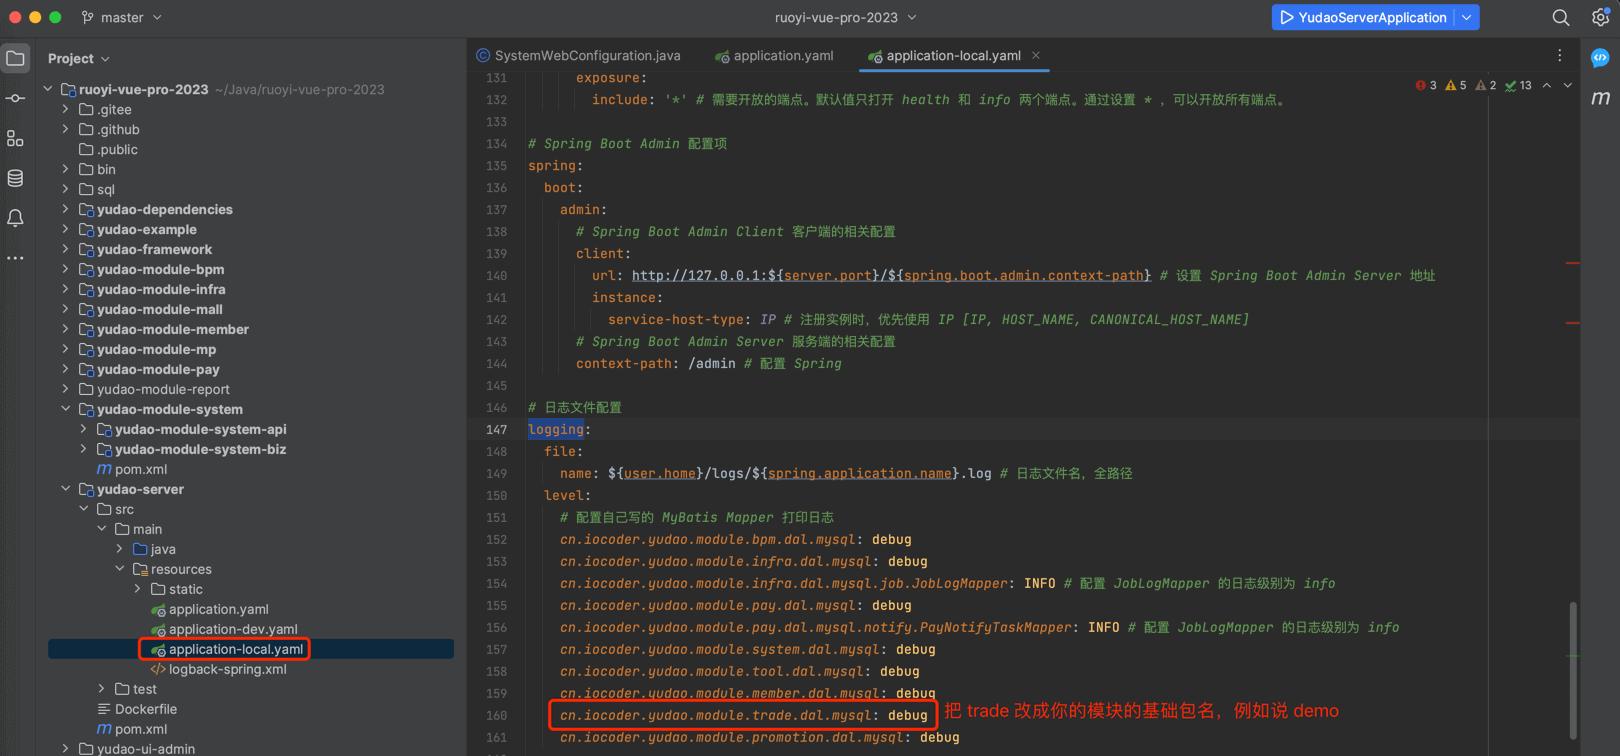 master
ruoyi-vue-pro-2023
YudaoServerApplication
Project
SystemWebConfiguration.java
application.yaml
application-local.yaml
ruoyi-vue-pro-2023 ~/Java/ruoyi-vue-pro-2023
.gitee
.github
.public
bin
sql
yudao-dependencies
yudao-example
yudao-framework
yudao-module-bpm
yudao-module-infra
yudao-module-mall
yudao-module-member
yudao-module-mp
yudao-module-pay
yudao-module-report
yudao-module-system
yudao-module-system-api
yudao-module-system-biz
m pom.xml
yudao-server
src
main
java
resources
static
application.yaml
application-dev.yaml
application-local.yaml
logback-spring.xml
test
Dockerfile
m pom.xml
yudao-ui-admin
3 5 2 13
m
131 exposure:
132 include: '*' # 需要开放的端点。默认值只打开 health 和 info 两个端点。通过设置 * ，可以开放所有端点。
133
134 # Spring Boot Admin 配置项
135 spring:
136 boot:
137 admin:
138 # Spring Boot Admin Client 客户端的相关配置
139 client:
140 url: http://127.0.0.1:${server.port}/${spring.boot.admin.context-path} # 设置 Spring Boot Admin Server 地址
141 instance:
142 service-host-type: IP # 注册实例时，优先使用 IP [IP, HOST_NAME, CANONICAL_HOST_NAME]
143 # Spring Boot Admin Server 服务端的相关配置
144 context-path: /admin # 配置 Spring
145
146 # 日志文件配置
147 logging:
148 file:
149 name: ${user.home}/logs/${spring.application.name}.log # 日志文件名，全路径
150 level:
151 # 配置自己写的 MyBatis Mapper 打印日志
152 cn.iocoder.yudao.module.bpm.dal.mysql: debug
153 cn.iocoder.yudao.module.infra.dal.mysql: debug
154 cn.iocoder.yudao.module.infra.dal.mysql.job.JobLogMapper: INFO # 配置 JobLogMapper 的日志级别为 info
155 cn.iocoder.yudao.module.pay.dal.mysql: debug
156 cn.iocoder.yudao.module.pay.dal.mysql.notify.PayNotifyTaskMapper: INFO # 配置 JobLogMapper 的日志级别为 info
157 cn.iocoder.yudao.module.system.dal.mysql: debug
158 cn.iocoder.yudao.module.tool.dal.mysql: debug
159 cn.iocoder.yudao.module.member.dal.mysql: debug
160 cn.iocoder.yudao.module.trade.dal.mysql: debug 把 trade 改成你的模块的基础包名，例如说 demo
161 cn.iocoder.yudao.module.promotion.dal.mysql: debug